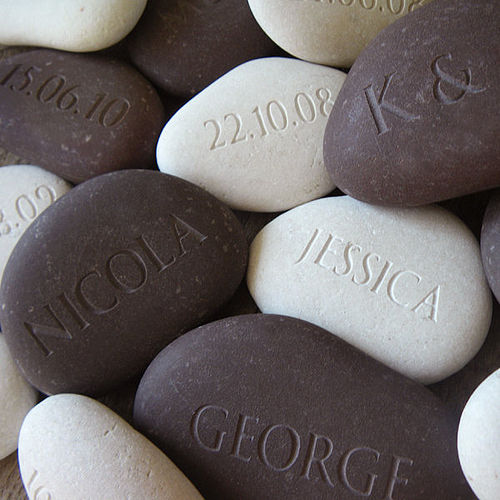 15.06.10
22.10.08
K &
NICOLA
JESSICA
GEORGE